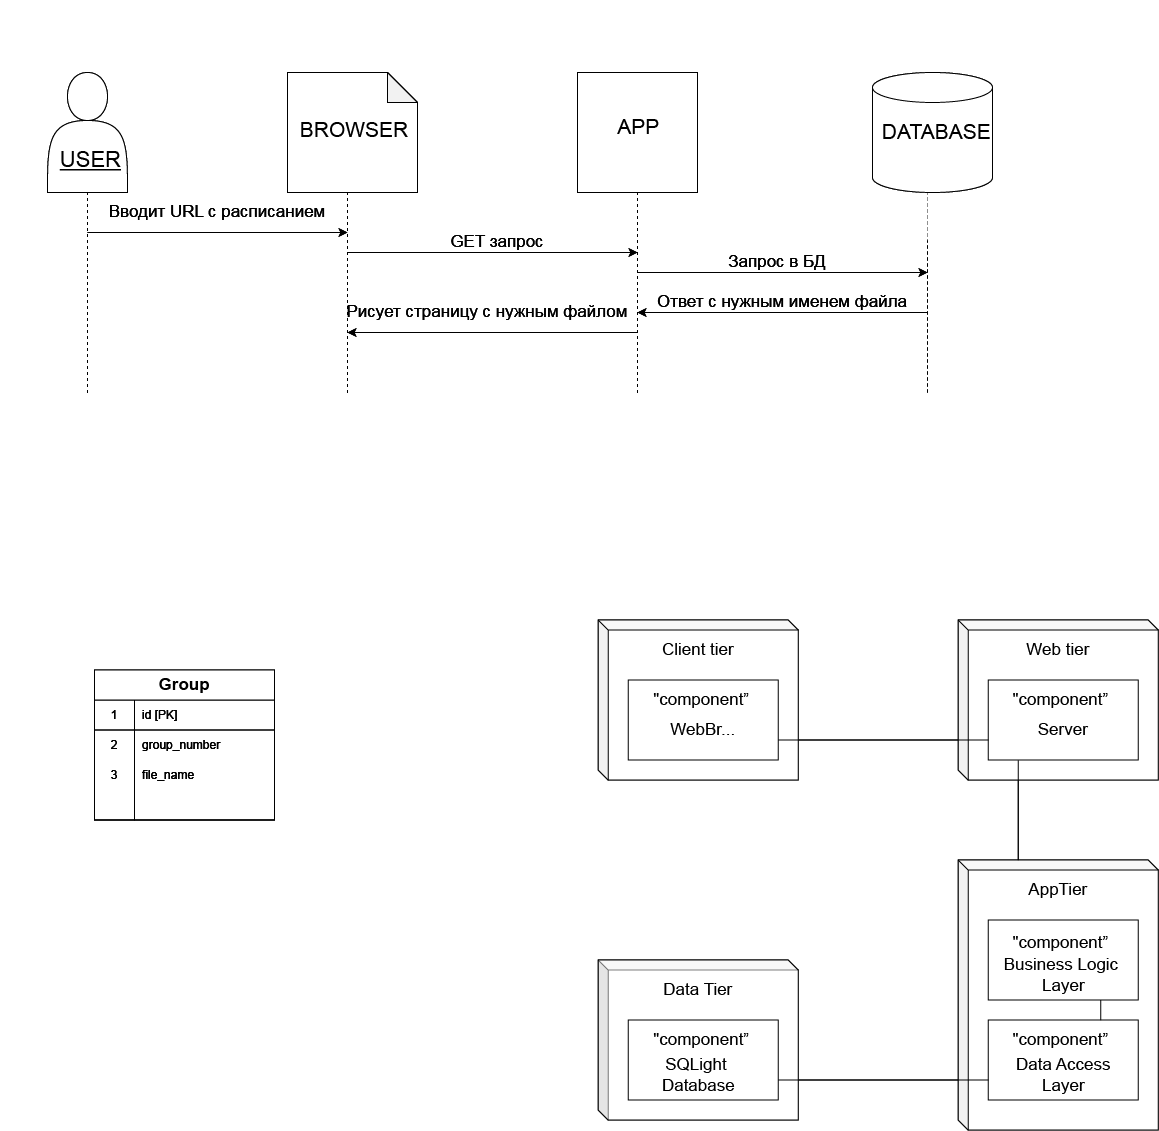 USER
BROWSER
APP
DATABASE
Вводит URL с расписанием
GET запрос
Запрос в БД
Ответ с нужным именем файла
Рисует страницу с нужным файлом
Group
1 id [PK]
2 group_number
3 file_name
Client tier
"component”
WebBr...
Web tier
"component”
Server
AppTier
"component”
Business Logic
Layer
"component”
Data Access
Layer
Data Tier
"component”
SQLight
Database